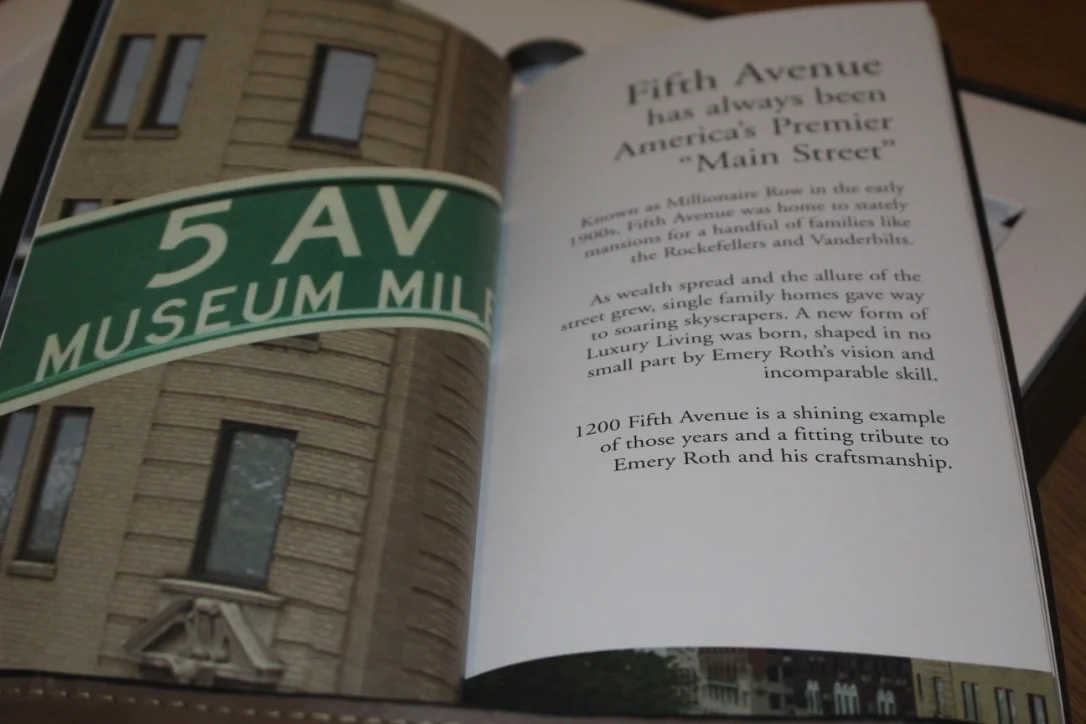 5 AV
MUSEUM MILE
Fifth Avenue
has always been
America's Premier
"Main Street"
Known as Millionaire Row in the early
1900s, Fifth Avenue was home to stately
mansions for a handful of families like
the Rockefellers and Vanderbilts.
As wealth spread and the allure of the
street grew, single family homes gave way
to soaring skyscrapers. A new form of
Luxury Living was born, shaped in no
small part by Emery Roth's vision and
incomparable skill.
1200 Fifth Avenue is a shining example
of those years and a fitting tribute to
Emery Roth and his craftsmanship.